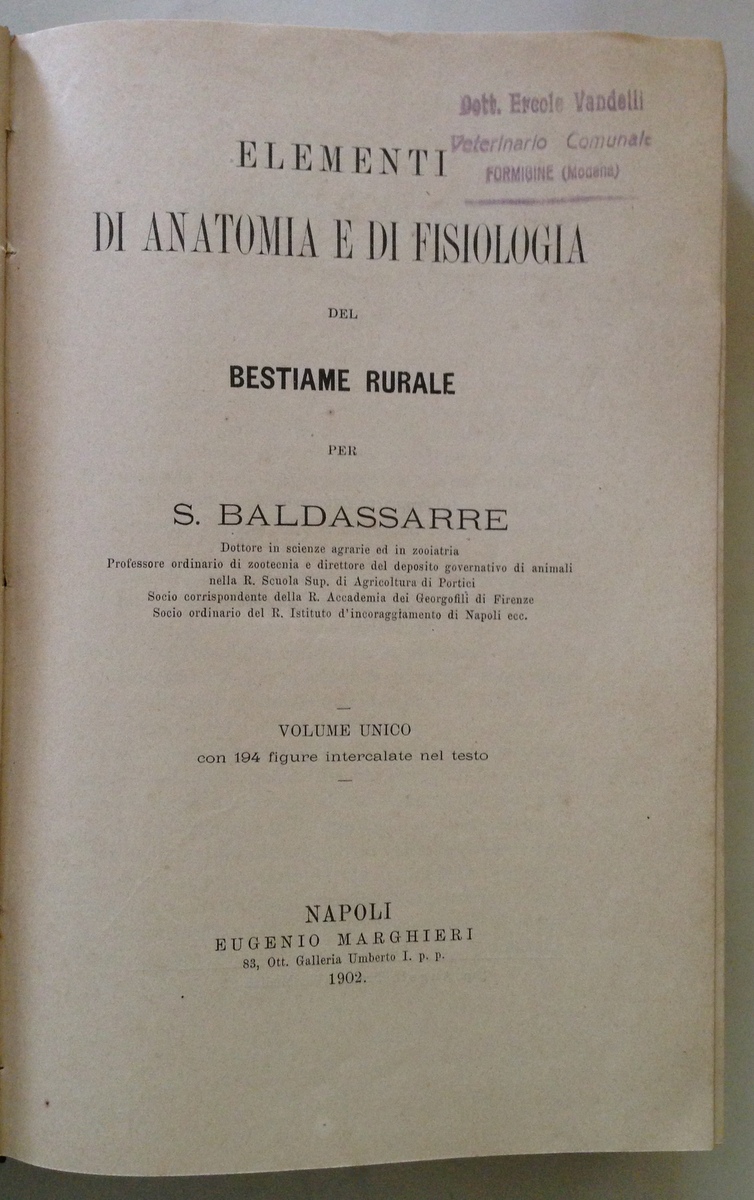 Dott. Ercole Vandelli
Veterinario Comunale
FORMIGINE (Modena)
ELEMENTI
DI ANATOMIA E DI FISIOLOGIA
DEL
BESTIAME RURALE
PER
S. BALDASSARRE
Dottore in scienze agrarie ed in zooiatria
Professore ordinario di zootecnia e direttore del deposito governativo di animali
nella R. Scuola Sup. di Agricoltura di Portici
Socio corrispondente della R. Accademia dei Georgofili di Firenze
Socio ordinario del R. Istituto d'incoraggiamento di Napoli ecc.
VOLUME UNICO
con 194 figure intercalate nel testo
NAPOLI
EUGENIO MARGHIERI
83, Ott. Galleria Umberto I. p. p.
1902.